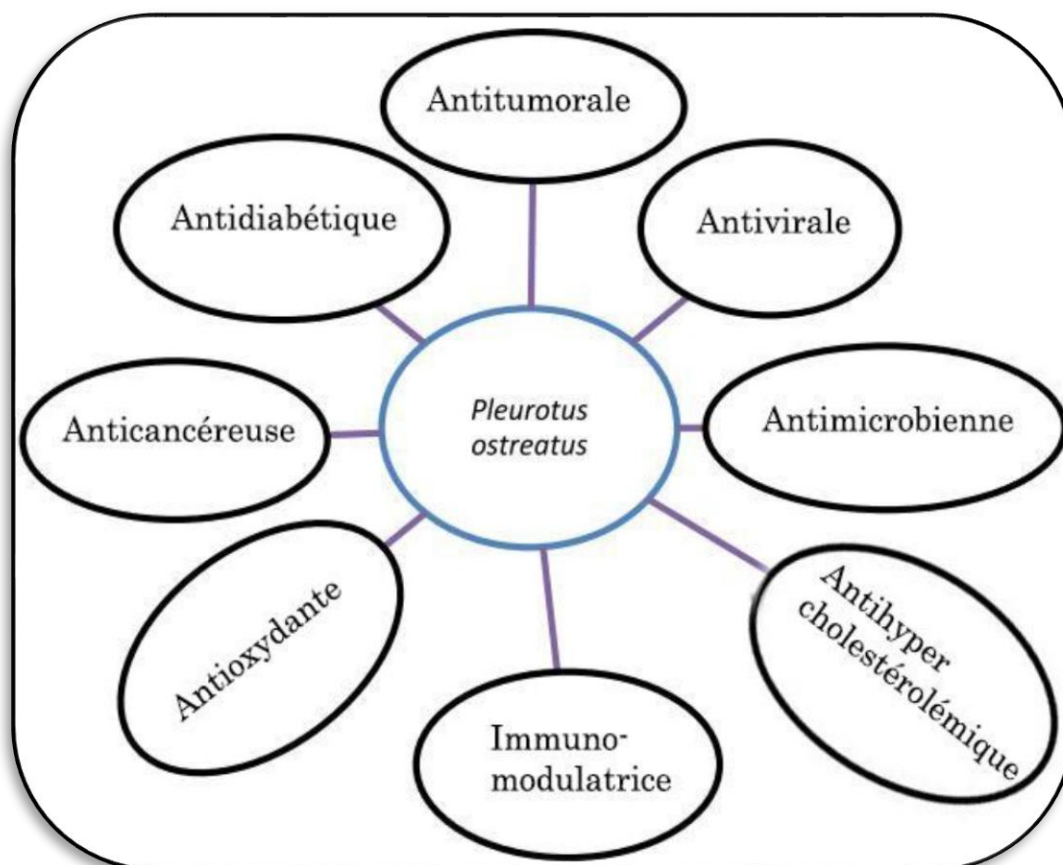 Antitumorale
Antidiabétique
Antivirale
Pleurotus
ostreatus
Anticancéreuse
Antimicrobienne
Antioxydante
Antihyper
cholestérolémique
Immuno-
modulatrice